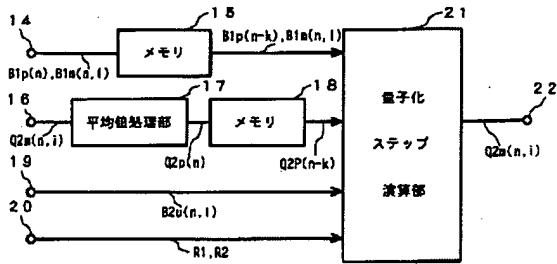 14
15
メモリ
B1p(n),B1m(n,i)
B1p(n-k),B1m(n,i)
21
16
17
18
平均値処理部
メモリ
Q2m(n,i)
Q2p(n)
Q2P(n-k)
量子化
ステップ
演算部
22
Q2m(n,i)
19
B2u(n,i)
20
R1,R2